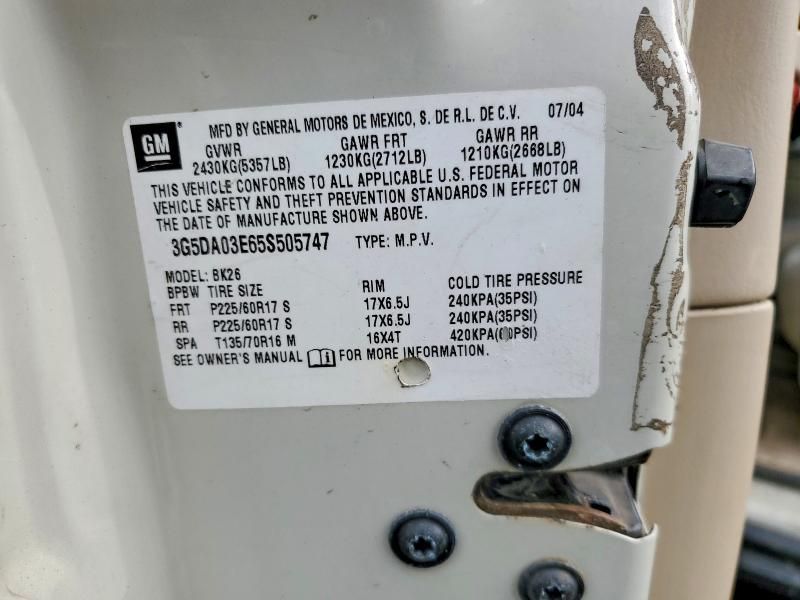 GM
MFD BY GENERAL MOTORS DE MEXICO, S. DE R.L. DE C.V. 07/04
GVWR GAWR FRT GAWR RR
2430KG(5357LB) 1230KG(2712LB) 1210KG(2668LB)
THIS VEHICLE CONFORMS TO ALL APPLICABLE U.S. FEDERAL MOTOR
VEHICLE SAFETY AND THEFT PREVENTION STANDARDS IN EFFECT ON
THE DATE OF MANUFACTURE SHOWN ABOVE.
3G5DA03E65S505747 TYPE: M.P.V.
MODEL: BK26
BPBW TIRE SIZE RIM COLD TIRE PRESSURE
FRT P225/60R17 S 17X6.5J 240KPA(35PSI)
RR P225/60R17 S 17X6.5J 240KPA(35PSI)
SPA T135/70R16 M 16X4T 420KPA(60PSI)
SEE OWNER'S MANUAL FOR MORE INFORMATION.